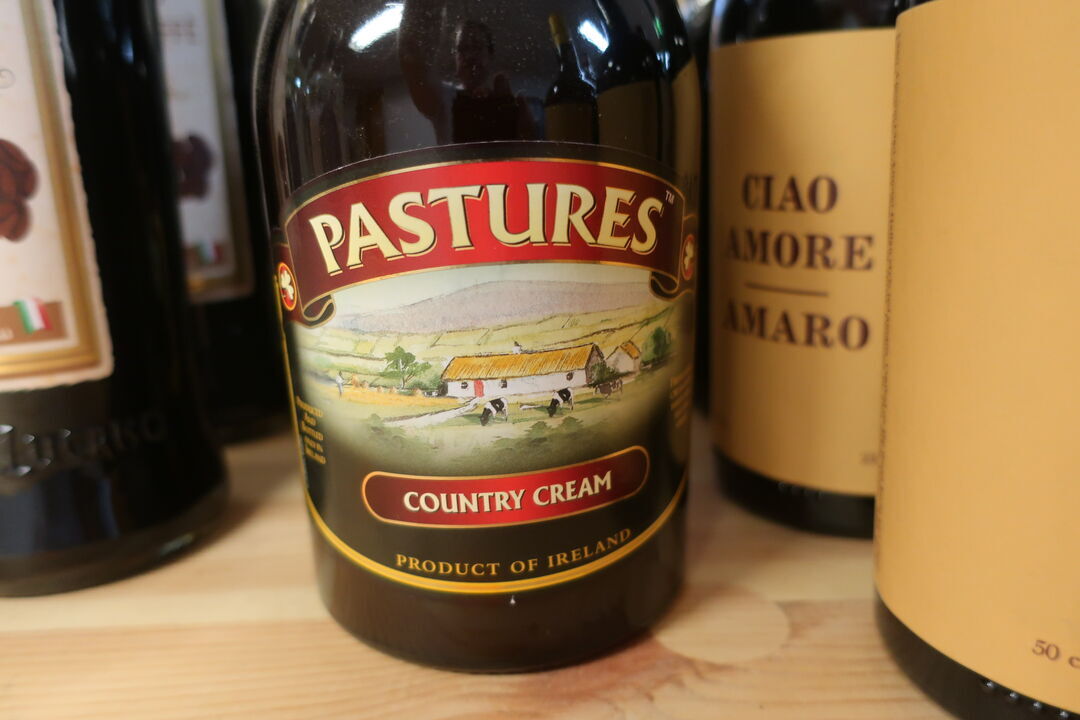 PASTURES™
COUNTRY CREAM
PRODUCT OF IRELAND
CIAO
AMORE
AMARO
50 c